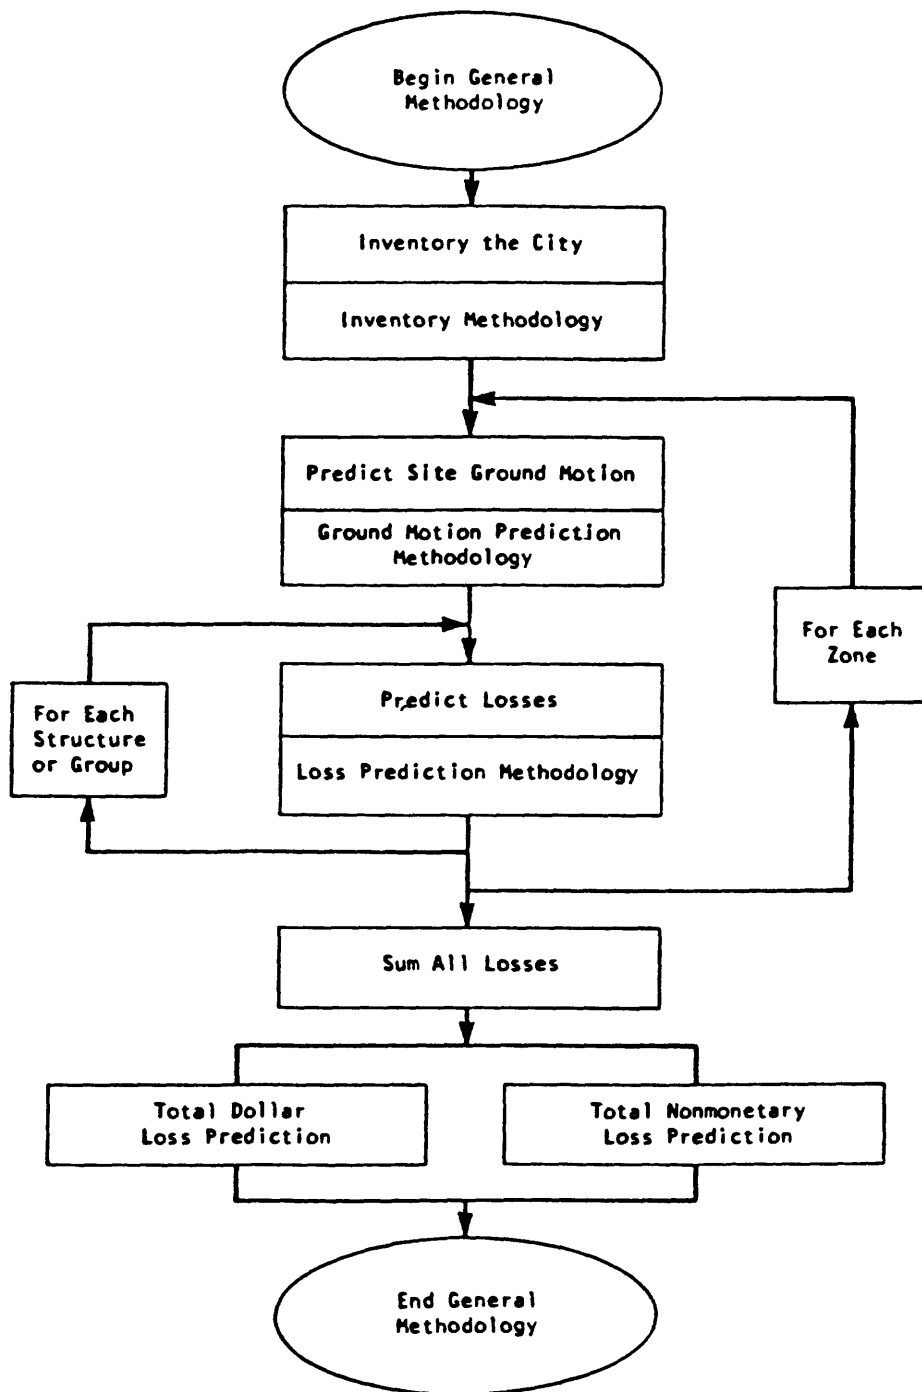 Begin General
Methodology
Inventory the City
Inventory Methodology
Predict Site Ground Motion
Ground Motion Prediction
Methodology
For Each
Zone
Predict Losses
For Each
Structure
or Group
Loss Prediction Methodology
Sum All Losses
Total Dollar
Loss Prediction
Total Nonmonetary
Loss Prediction
End General
Methodology